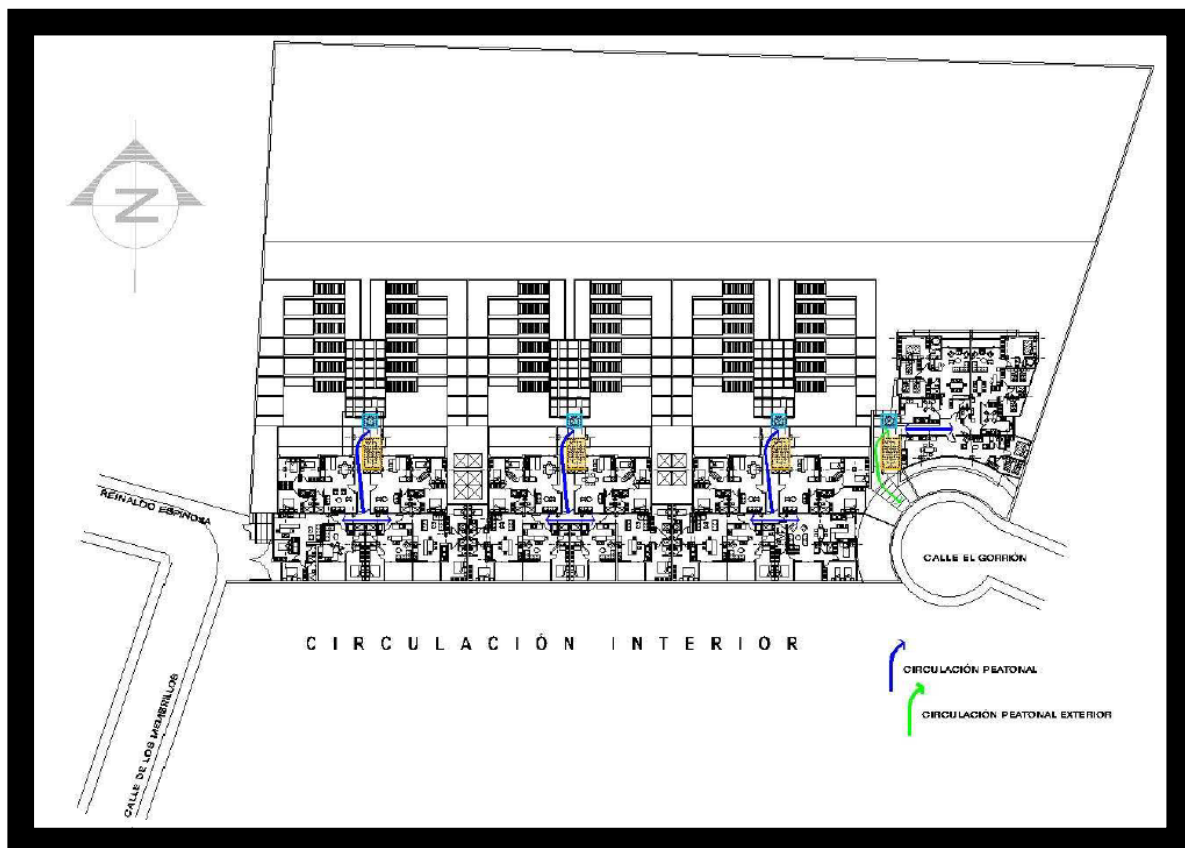 N
REINALDO ESPINOSA
CALLE EL GORRIÓN
CIRCULACIÓN INTERIOR
CIRCULACIÓN PEATONAL
CIRCULACIÓN PEATONAL EXTERIOR
CALLE DE LOS MEMBRILLOS